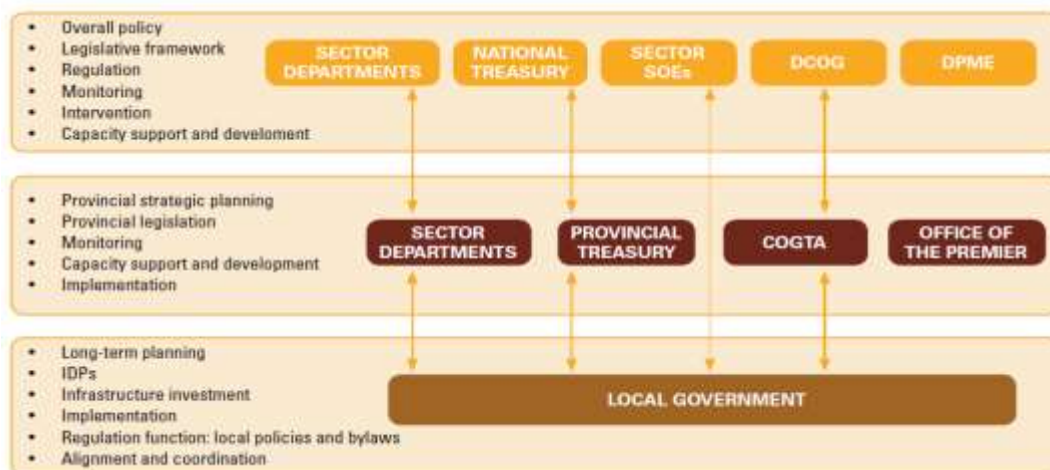 • Overall policy
• Legislative framework
• Regulation
• Monitoring
• Intervention
• Capacity support and develoment
SECTOR
DEPARTMENTS
NATIONAL
TREASURY
SECTOR
SOEs
DCOG
DPME
• Provincial strategic planning
• Provincial legislation
• Monitoring
• Capacity support and development
• Implementation
SECTOR
DEPARTMENTS
PROVINCIAL
TREASURY
COGTA
OFFICE OF
THE PREMIER
• Long-term planning
• IDPs
• Infrastructure investment
• Implementation
• Regulation function: local policies and bylaws
• Alignment and coordination
LOCAL GOVERNMENT